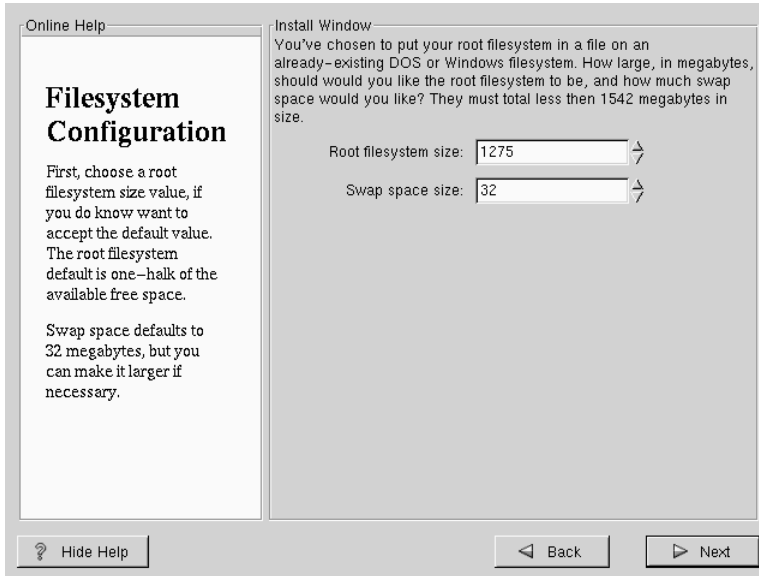 Online Help
Filesystem
Configuration
First, choose a root
filesystem size value, if
you do know want to
accept the default value.
The root filesystem
default is one-halk of the
available free space.
Swap space defaults to
32 megabytes, but you
can make it larger if
necessary.
Install Window
You've chosen to put your root filesystem in a file on an
already-existing DOS or Windows filesystem. How large, in megabytes,
should would you like the root filesystem to be, and how much swap
space would you like? They must total less then 1542 megabytes in
size.
Root filesystem size: 1275
Swap space size: 32
Hide Help
Back
Next